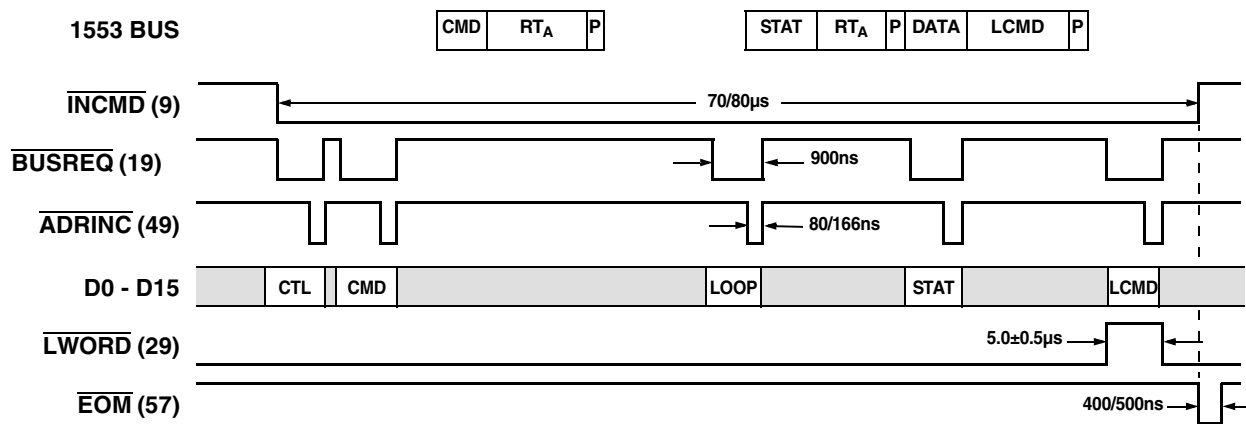 1553 BUS CMD RTA P STAT RTA P DATA LCMD P
INCMD (9) 70/80µs
BUSREQ (19) 900ns
ADRINC (49) 80/166ns
D0 - D15 CTL CMD LOOP STAT LCMD
LWORD (29) 5.0±0.5µs
EOM (57) 400/500ns